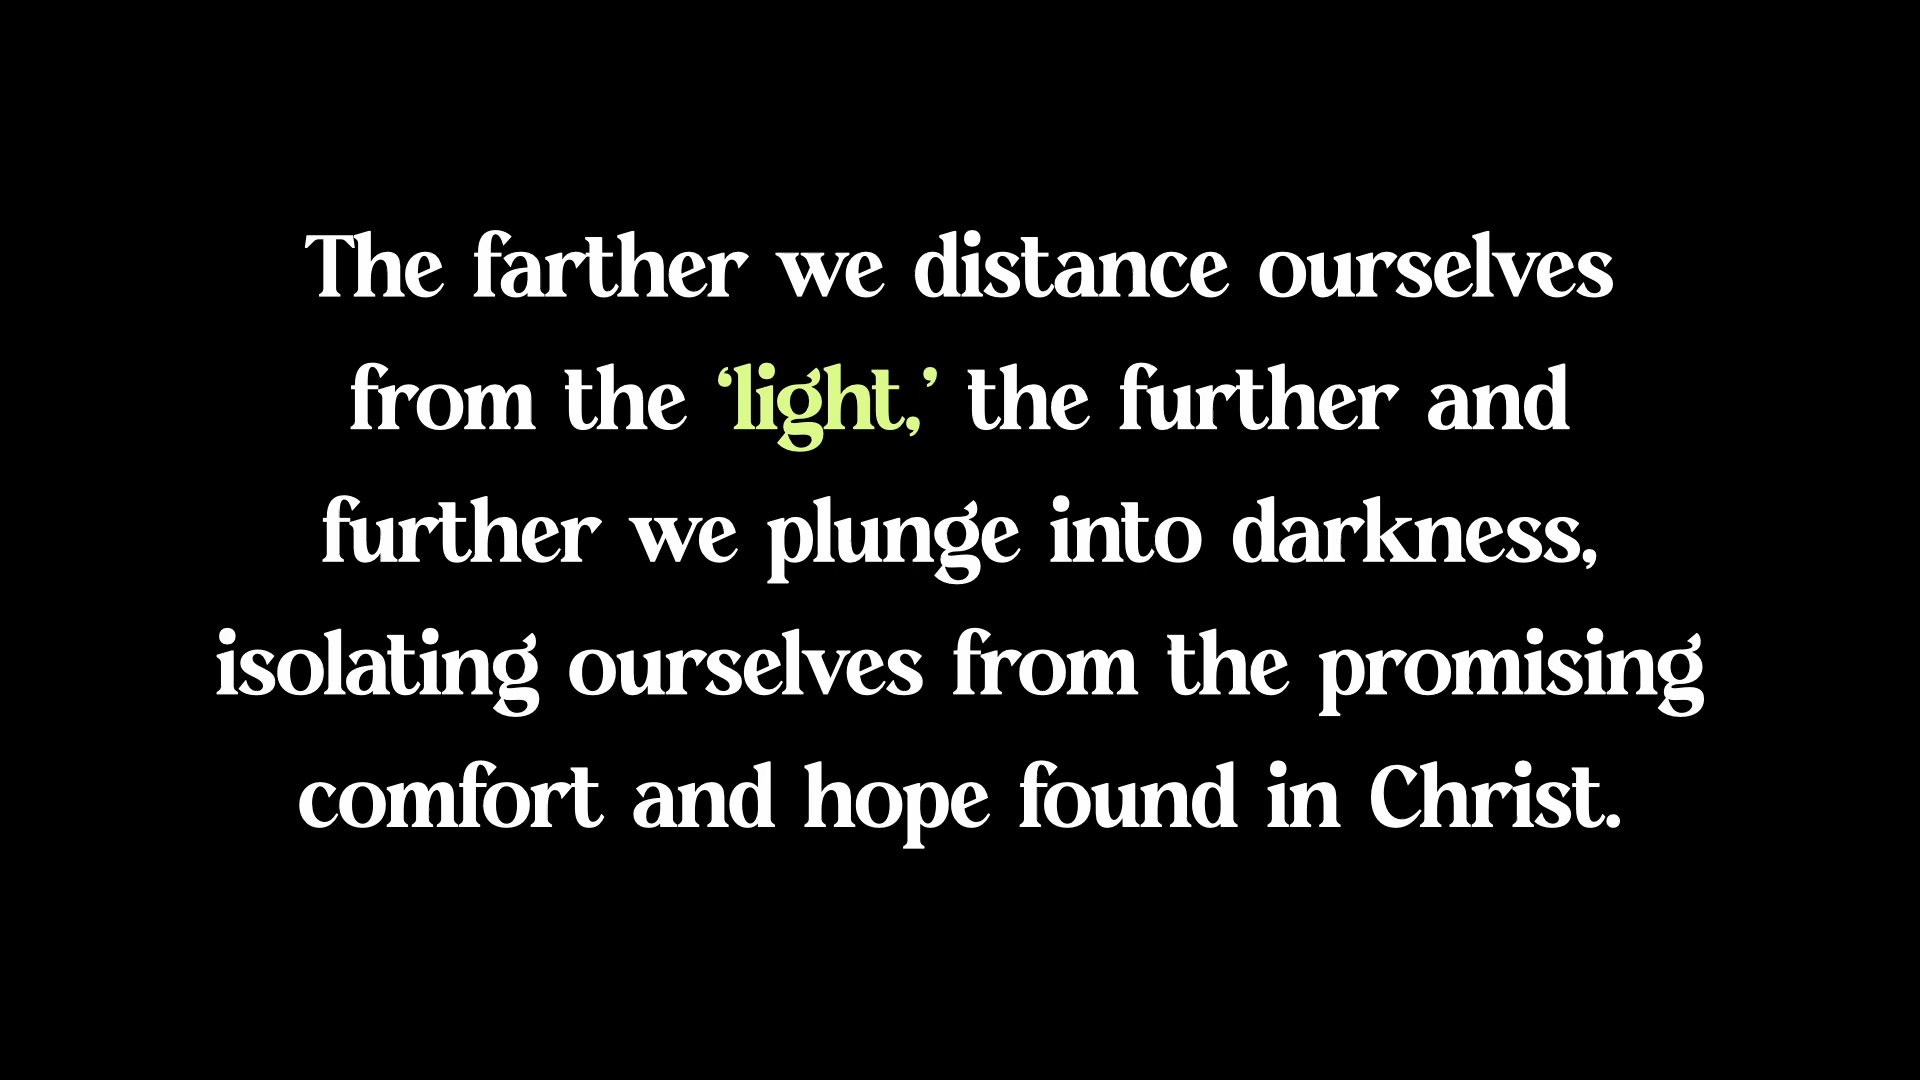 The farther we distance ourselves
from the ‘light,’ the further and
further we plunge into darkness,
isolating ourselves from the promising
comfort and hope found in Christ.